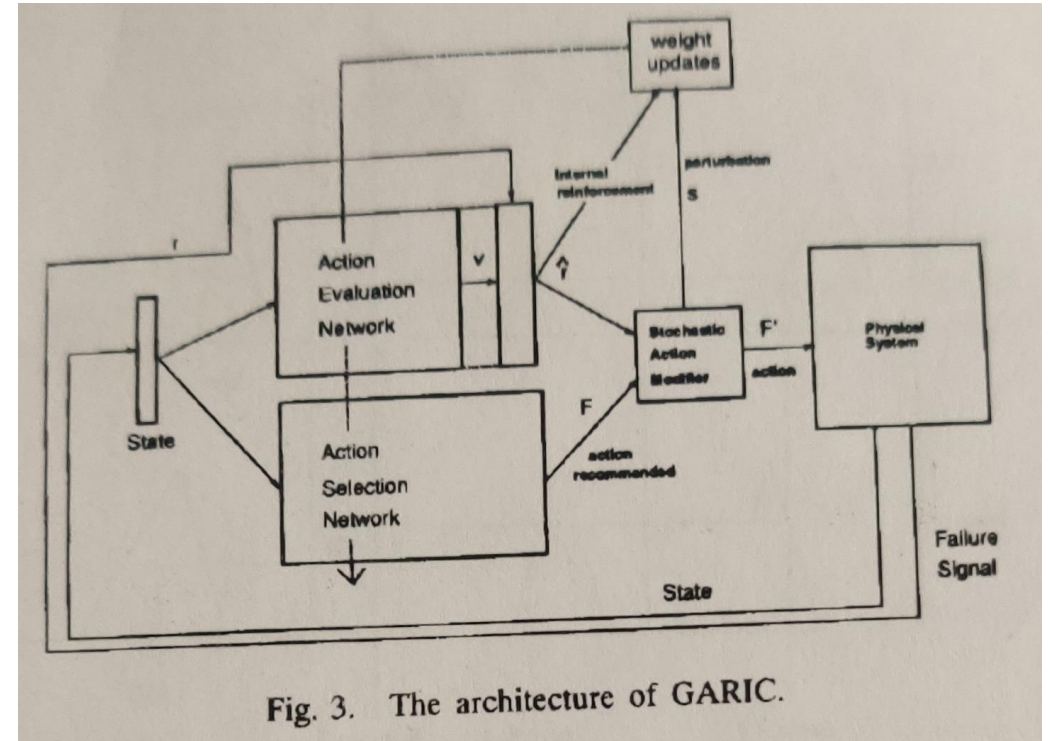 weight
updates
Internal
reinforcement
perturbation
s
r
Action
Evaluation
Network
v
r̂
Stochastic
Action
Modifier
F'
action
Physical
System
State
Action
Selection
Network
F
action
recommended
Failure
Signal
State
Fig. 3. The architecture of GARIC.